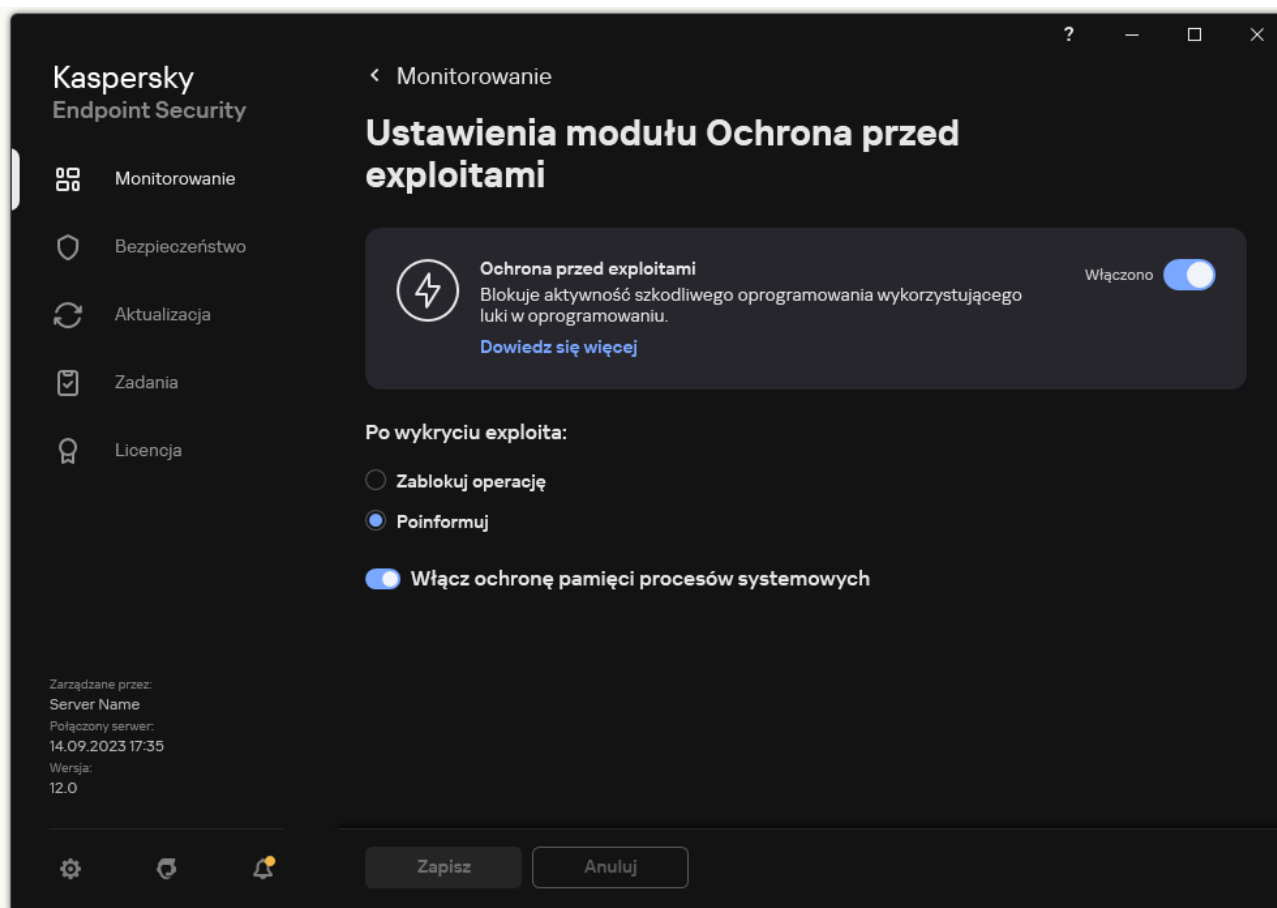 ?
Kaspersky
Endpoint Security
Monitorowanie
Bezpieczeństwo
Aktualizacja
Zadania
Licencja
Zarządzane przez:
Server Name
Połączony serwer:
14.09.2023 17:35
Wersja:
12.0
Monitorowanie
Ustawienia modułu Ochrona przed
exploitami
Ochrona przed exploitami
Blokuje aktywność szkodliwego oprogramowania wykorzystującego
luki w oprogramowaniu.
Dowiedz się więcej
Włączono
Po wykryciu exploita:
Zablokuj operację
Poinformuj
Włącz ochronę pamięci procesów systemowych
Zapisz
Anuluj